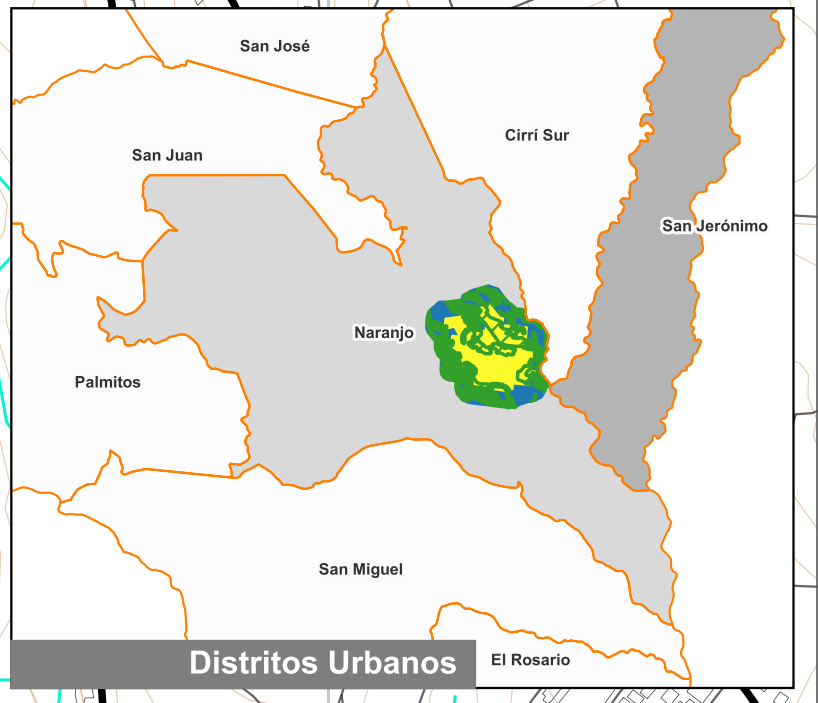 San José
Cirrí Sur
San Juan
San Jerónimo
Naranjo
Palmitos
San Miguel
El Rosario
Distritos Urbanos